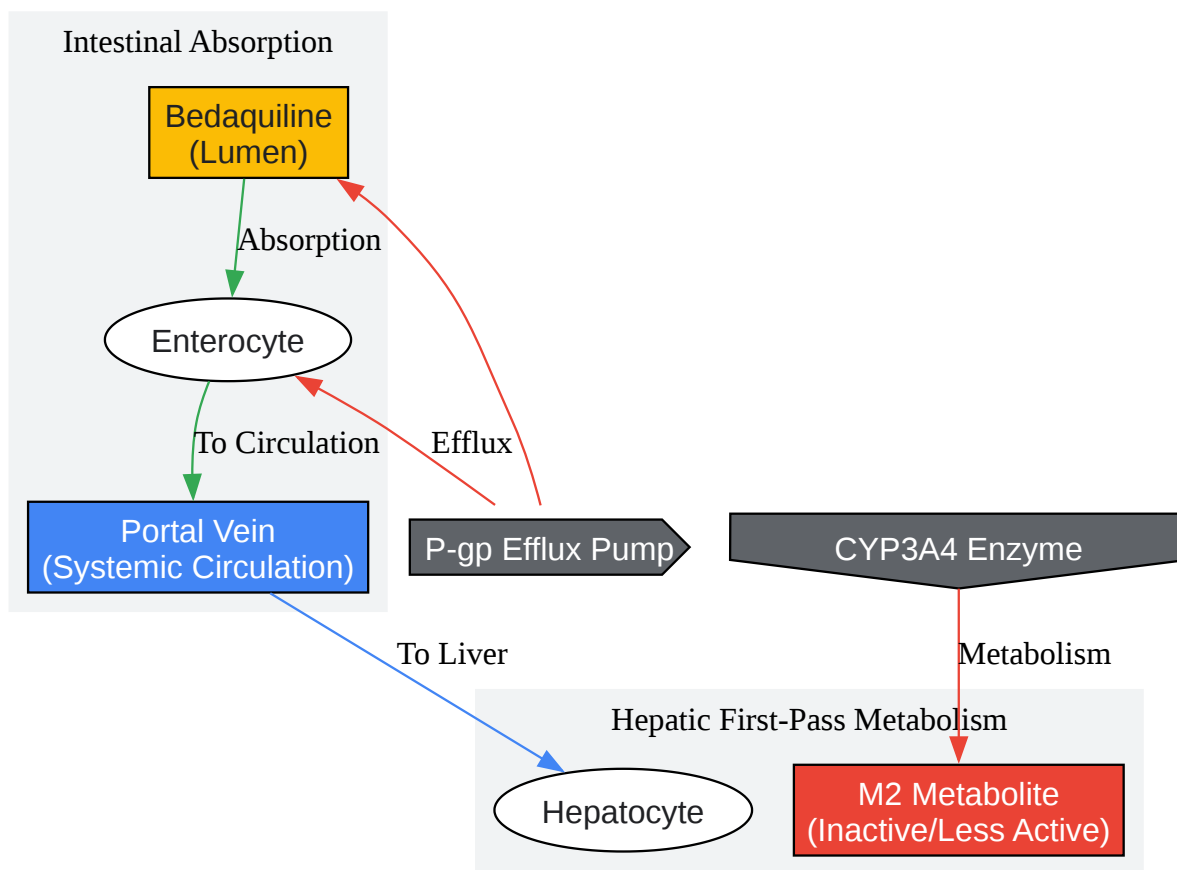 Intestinal Absorption
Bedaquiline
(Lumen)
Absorption
Enterocyte
To Circulation
Efflux
Portal Vein
(Systemic Circulation)
P-gp Efflux Pump
CYP3A4 Enzyme
To Liver
Metabolism
Hepatic First-Pass Metabolism
Hepatocyte
M2 Metabolite
(Inactive/Less Active)